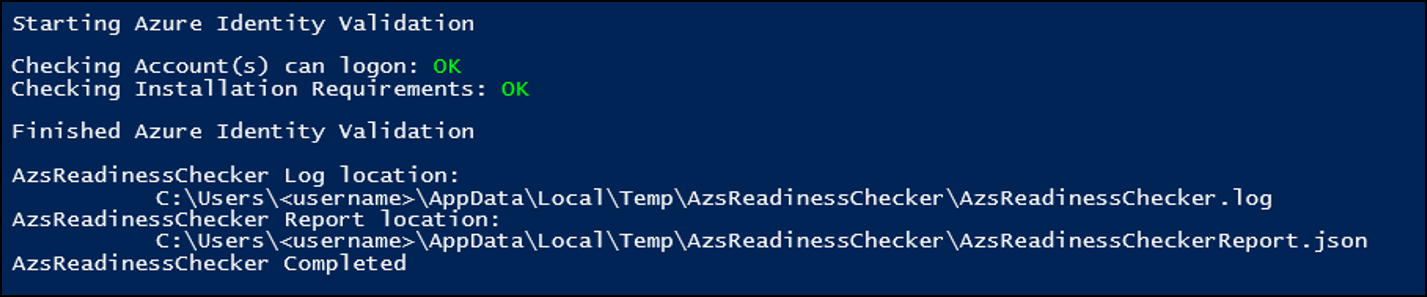 Starting Azure Identity Validation
Checking Account(s) can logon: OK
Checking Installation Requirements: OK
Finished Azure Identity Validation
AzsReadinessChecker Log location:
C:\Users\<username>\AppData\Local\Temp\AzsReadinessChecker\AzsReadinessChecker.log
AzsReadinessChecker Report location:
C:\Users\<username>\AppData\Local\Temp\AzsReadinessChecker\AzsReadinessCheckerReport.json
AzsReadinessChecker Completed